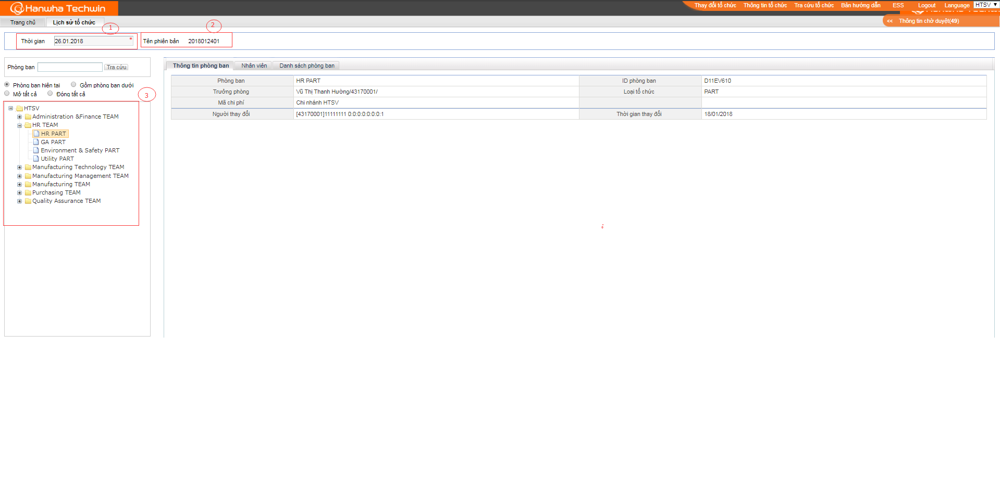 Hanwha Techwin
Thay đổi tổ chức Thông tin tổ chức Tra cứu tổ chức Bản hướng dẫn ESS Logout Language HTSV
Trang chủ Lịch sử tổ chức
<< Thông tin chờ duyệt(49)
1
2
Thời gian 26.01.2018 * Tên phiên bản 2018012401
Phòng ban Tra cứu
Phòng ban hiện tại Gồm phòng ban dưới
Mở tất cả Đóng tất cả
3
HTSV
Administration &Finance TEAM
HR TEAM
HR PART
GA PART
Environment & Safety PART
Utility PART
Manufacturing Technology TEAM
Manufacturing Management TEAM
Manufacturing TEAM
Purchasing TEAM
Quality Assurance TEAM
Thông tin phòng ban Nhân viên Danh sách phòng ban
Phòng ban HR PART ID phòng ban D11EV610
Trưởng phòng Vũ Thị Thanh Hường/43170001/ Loại tổ chức PART
Mã chi phí Chi nhánh HTSV
Người thay đổi [43170001]11111111 0:0:0:0:0:0:0:1 Thời gian thay đổi 18/01/2018